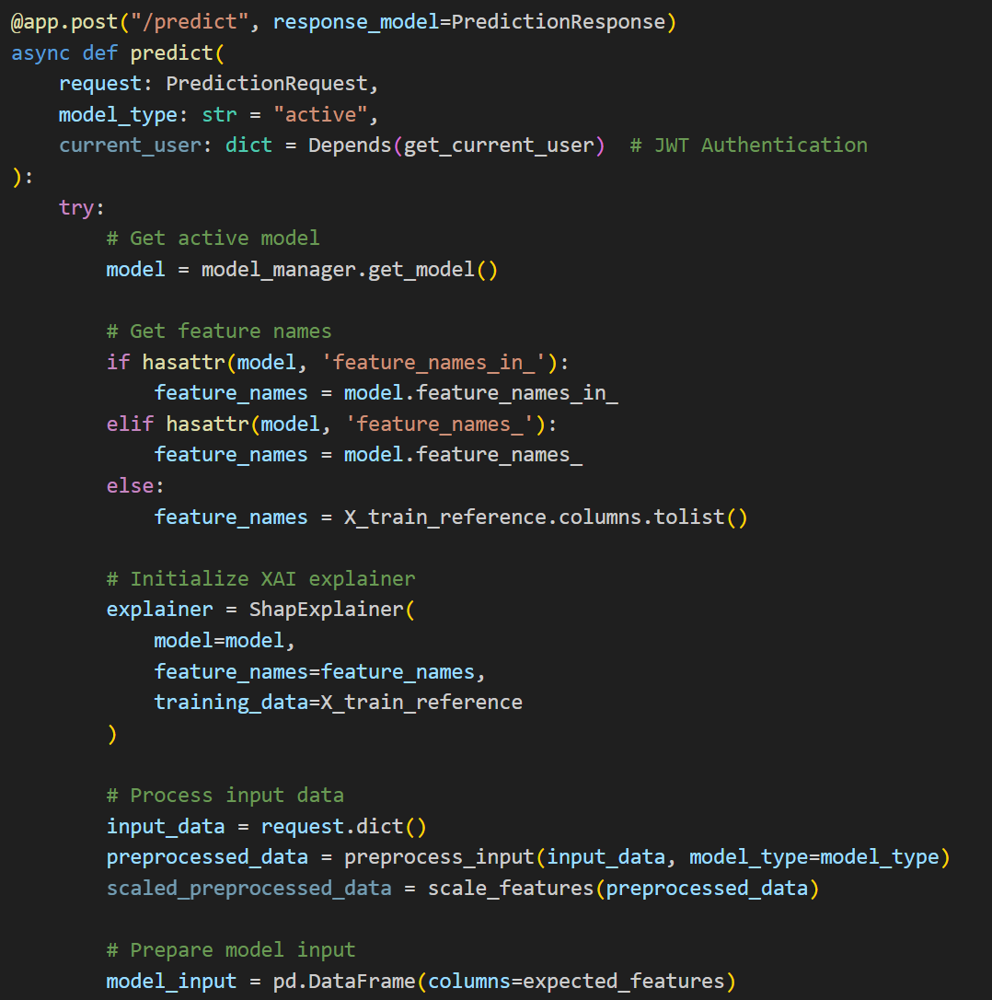 @app.post("/predict", response_model=PredictionResponse)
async def predict(
    request: PredictionRequest,
    model_type: str = "active",
    current_user: dict = Depends(get_current_user)  # JWT Authentication
):
    try:
        # Get active model
        model = model_manager.get_model()

        # Get feature names
        if hasattr(model, 'feature_names_in_'):
            feature_names = model.feature_names_in_
        elif hasattr(model, 'feature_names_'):
            feature_names = model.feature_names_
        else:
            feature_names = X_train_reference.columns.tolist()

        # Initialize XAI explainer
        explainer = ShapExplainer(
            model=model,
            feature_names=feature_names,
            training_data=X_train_reference
        )

        # Process input data
        input_data = request.dict()
        preprocessed_data = preprocess_input(input_data, model_type=model_type)
        scaled_preprocessed_data = scale_features(preprocessed_data)

        # Prepare model input
        model_input = pd.DataFrame(columns=expected_features)